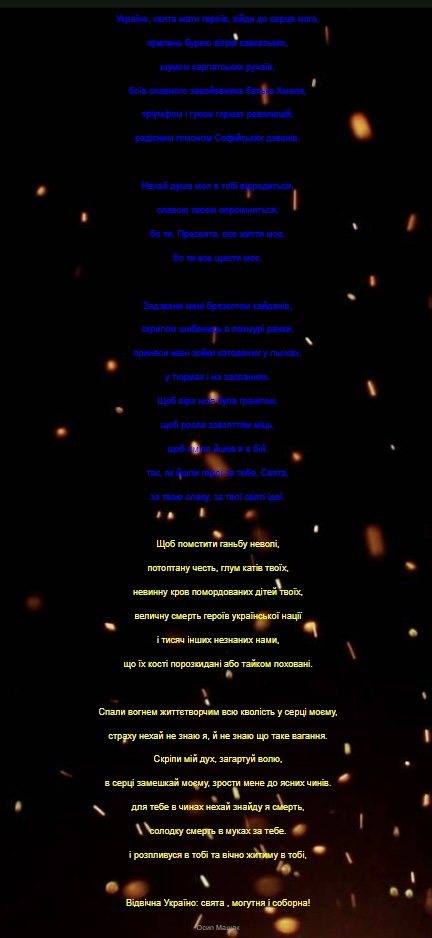 Україно, свята мати героїв, зійди до серця мого,
прилинь бурею вітрів кавказьких,
шумом карпатських ручаїв,
боїв славного завойовника батька Хмеля,
тріумфом і гуком гармат революцій,
радісним гомоном Софійських дзвонів.
Нехай душа моя в тобі відродиться
славою твоєю опроміниться,
бо ти, Пресвята, все життя моє,
бо ти все щастя моє.
Задзвени мені брязкотом кайданів,
скрипом шибениць в похмурі ранки,
принеси мені зойки катованих у льохах,
у тюрмах і на засланнях.
Щоб віра моя була гранітом,
щоб росла завзяттям міць,
щоб сміло йшов я в бій,
так, як йшли герої за тебе, Свята,
за твою славу, за твої святі ідеї.
Щоб помстити ганьбу неволі,
потоптану честь, глум катів твоїх,
невинну кров помордованих дітей твоїх,
величну смерть героїв української нації
і тисяч інших незнаних нами,
що їх кості порозкидані або тайком поховані.
Спали вогнем життєтворчим всю кволість у серці моєму,
страху нехай не знаю я, й не знаю що таке вагання.
Скріпи мій дух, загартуй волю,
в серці замешкай моєму, зрости мене до ясних чинів.
для тебе в чинах нехай знайду я смерть,
солодку смерть в муках за тебе.
і розпливуся в тобі та вічно житиму в тобі,
Відвічна Україно: свята , могутня і соборна!
Осип Мащак